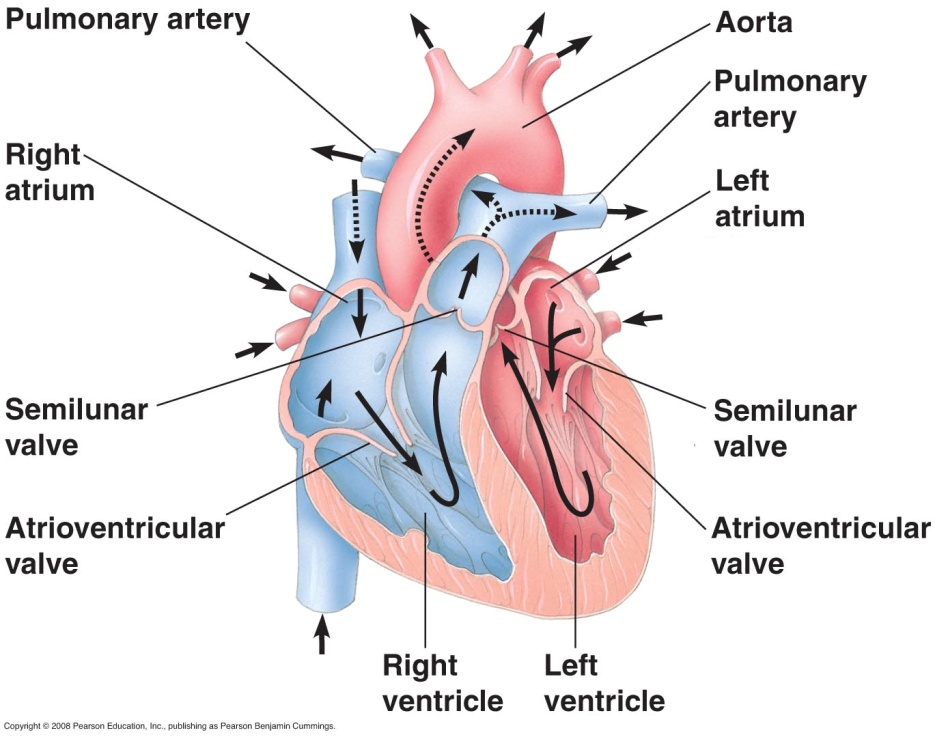 Pulmonary artery
Right
atrium
Semilunar
valve
Atrioventricular
valve
Aorta
Pulmonary
artery
Left
atrium
Semilunar
valve
Atrioventricular
valve
Right
ventricle
Left
ventricle
Copyright © 2008 Pearson Education, Inc., publishing as Pearson Benjamin Cummings.